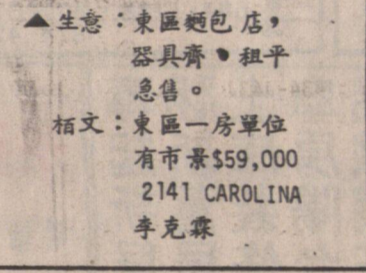 ▲生意：東區麵包店，
器具齊，租平
急售。
栢文：東區一房單位
有市景$59,000
2141 CAROLINA
李克霖